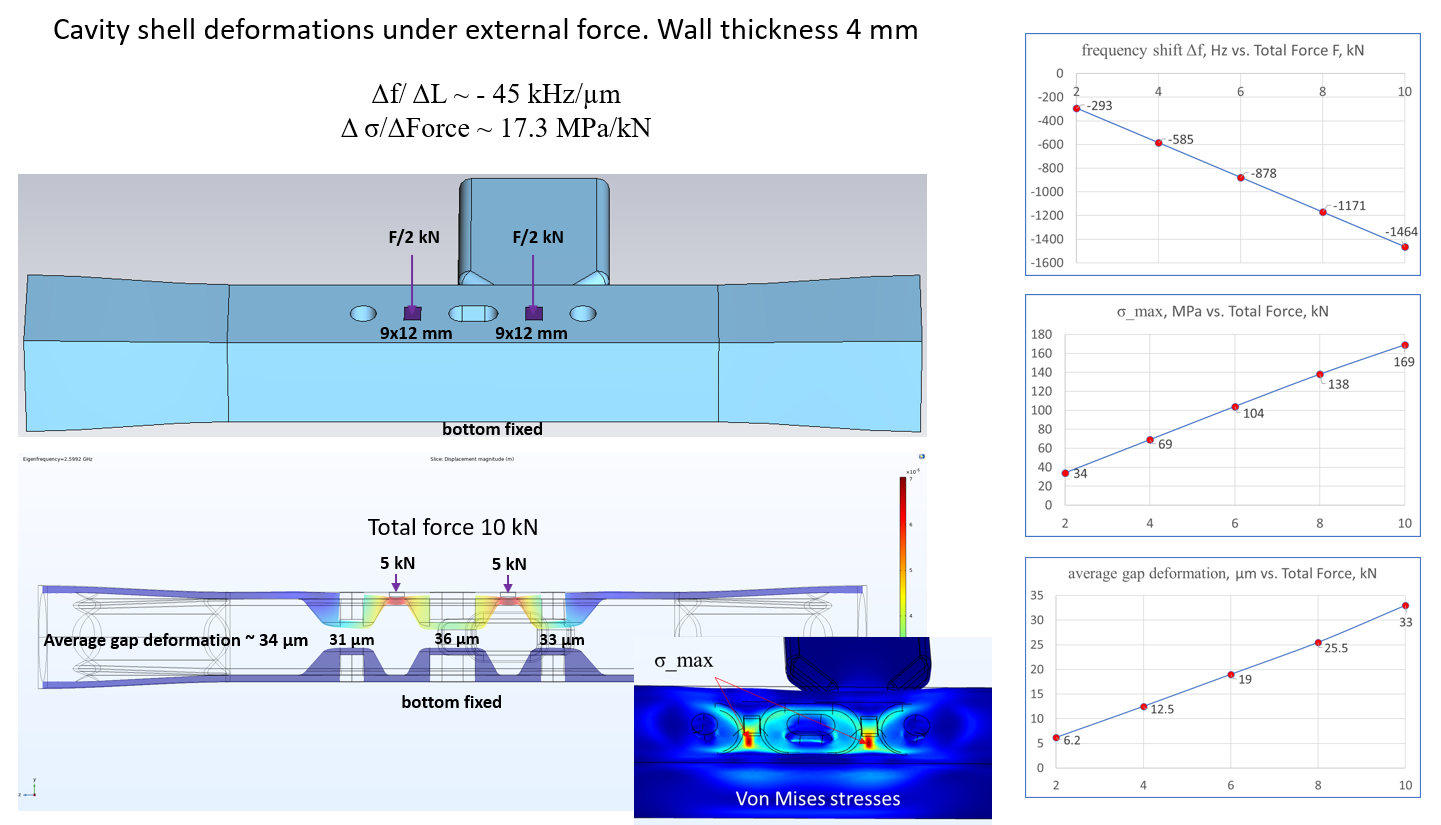 Cavity shell deformations under external force. Wall thickness 4 mm
Δf/ ΔL ~ - 45 kHz/µm
Δ σ/ΔForce ~ 17.3 MPa/kN
F/2 kN F/2 kN
9x12 mm 9x12 mm
bottom fixed
Eigenfrequency=2.5992 GHz Slice: Displacement magnitude (m)
×10⁻⁵
7
6
5
4
Total force 10 kN
5 kN 5 kN
Average gap deformation ~ 34 µm 31 µm 36 µm 33 µm
bottom fixed
y
z
σ_max
Von Mises stresses
frequency shift Δf, Hz vs. Total Force F, kN
0
2 4 6 8 10
-200
-400
-600
-800
-1000
-1200
-1400
-1600
-293
-585
-878
-1171
-1464
σ_max, MPa vs. Total Force, kN
180
160
140
120
100
80
60
40
20
0
34
69
104
138
169
2 4 6 8 10
average gap deformation, µm vs. Total Force, kN
35
30
25
20
15
10
5
0
6.2
12.5
19
25.5
33
2 4 6 8 10